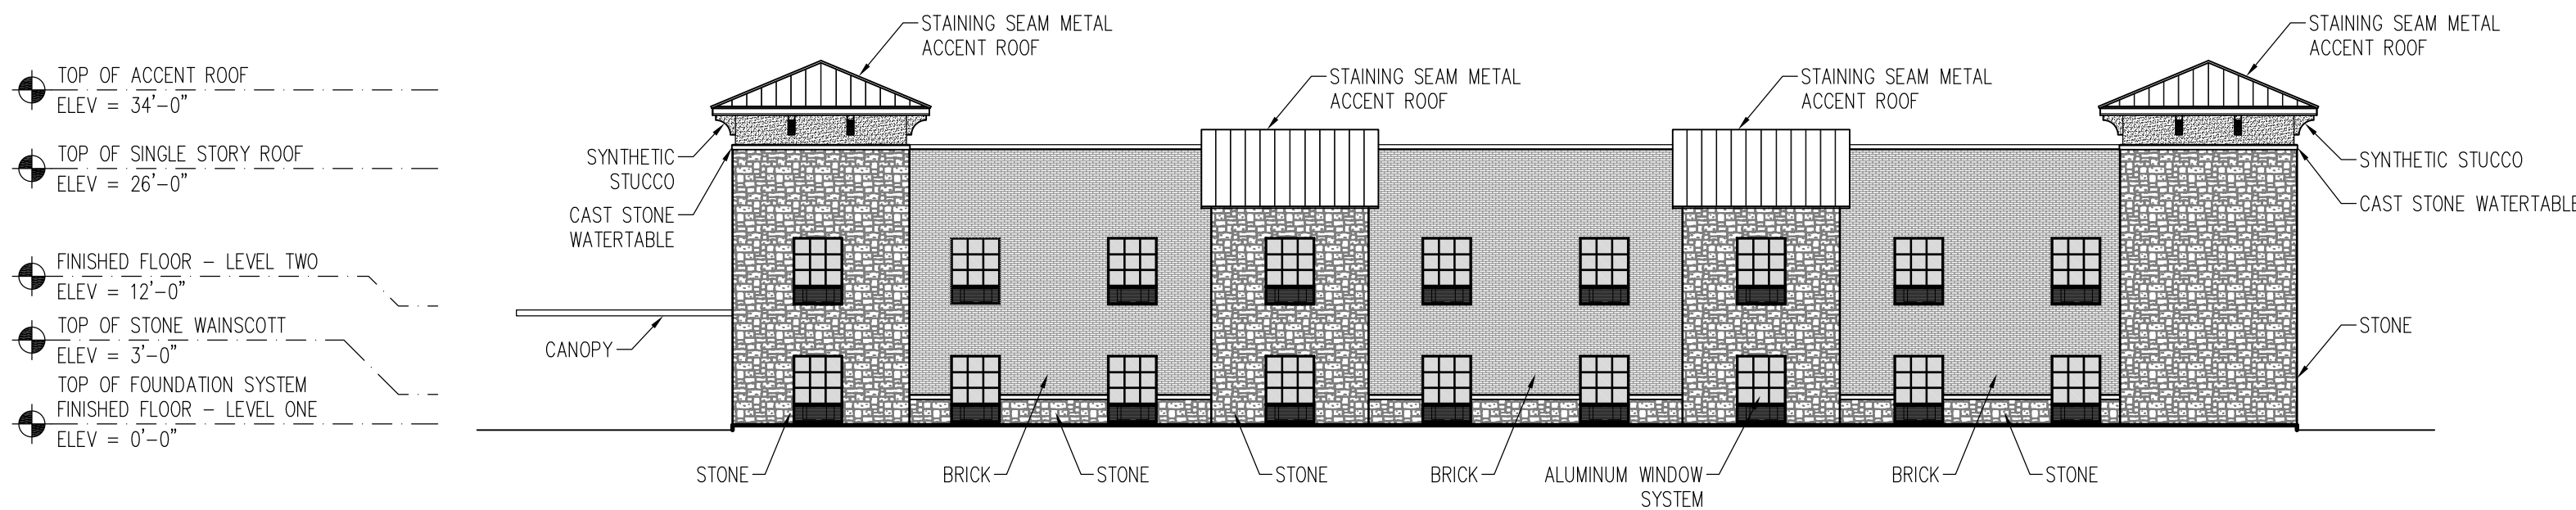 TOP OF ACCENT ROOF
ELEV = 34'-0"
TOP OF SINGLE STORY ROOF
ELEV = 26'-0"
FINISHED FLOOR - LEVEL TWO
ELEV = 12'-0"
TOP OF STONE WAINSCOTT
ELEV = 3'-0"
TOP OF FOUNDATION SYSTEM
FINISHED FLOOR - LEVEL ONE
ELEV = 0'-0"
STAINING SEAM METAL
ACCENT ROOF
STAINING SEAM METAL
ACCENT ROOF
STAINING SEAM METAL
ACCENT ROOF
STAINING SEAM METAL
ACCENT ROOF
SYNTHETIC
STUCCO
CAST STONE
WATERTABLE
CANOPY
SYNTHETIC STUCCO
CAST STONE WATERTABLE
STONE
STONE
BRICK
STONE
STONE
BRICK
ALUMINUM WINDOW
SYSTEM
BRICK
STONE